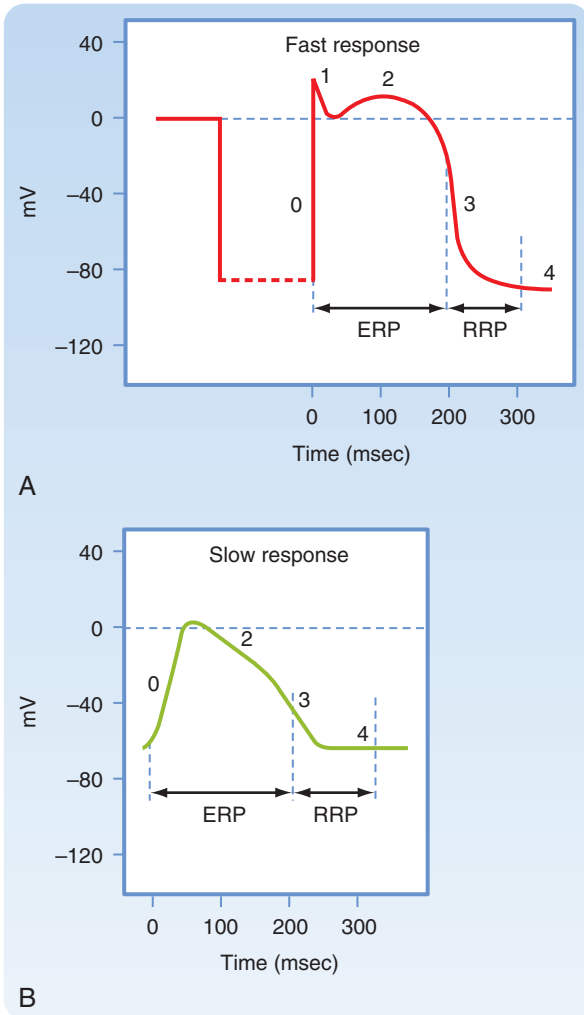 Fast response
40
0
–40
–80
–120
mV
1
2
0
3
4
ERP
RRP
0
100
200
300
Time (msec)
A
Slow response
40
0
–40
–80
–120
mV
0
2
3
4
ERP
RRP
0
100
200
300
Time (msec)
B